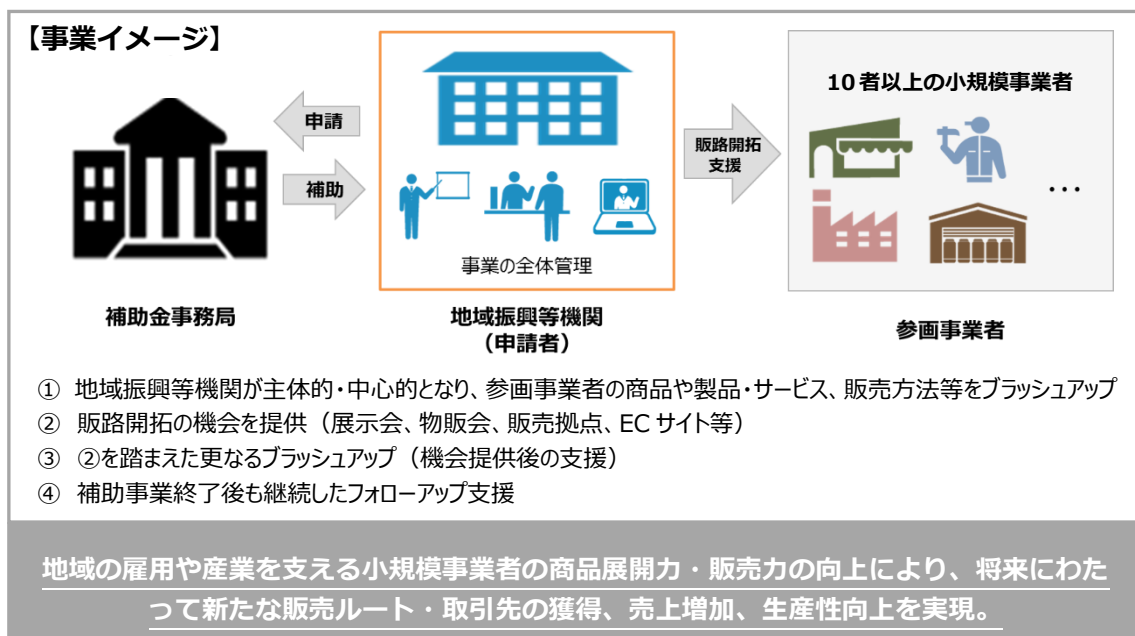 【事業イメージ】
申請
補助
事業の全体管理
販路開拓
支援
10 者以上の小規模事業者
…
補助金事務局
地域振興等機関
（申請者）
参画事業者
① 地域振興等機関が主体的・中心的となり、参画事業者の商品や製品・サービス、販売方法等をブラッシュアップ
② 販路開拓の機会を提供（展示会、物販会、販売拠点、EC サイト等）
③ ②を踏まえた更なるブラッシュアップ（機会提供後の支援）
④ 補助事業終了後も継続したフォローアップ支援
地域の雇用や産業を支える小規模事業者の商品展開力・販売力の向上により、将来にわた
って新たな販売ルート・取引先の獲得、売上増加、生産性向上を実現。